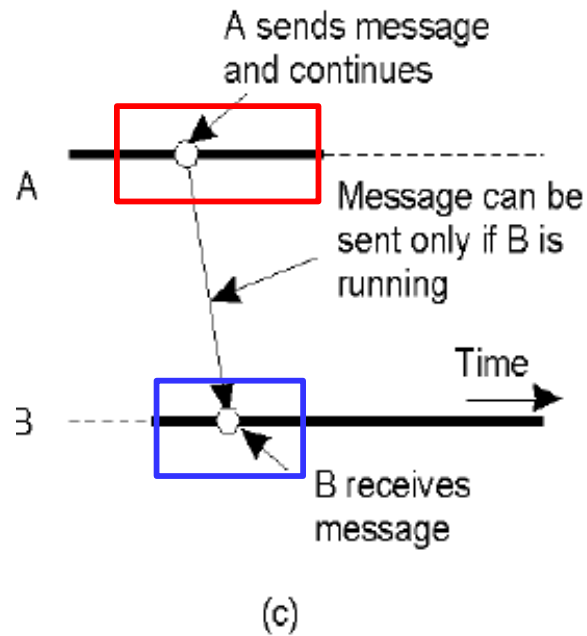 A sends message
and continues
A
Message can be
sent only if B is
running
Time
B
B receives
message
(c)